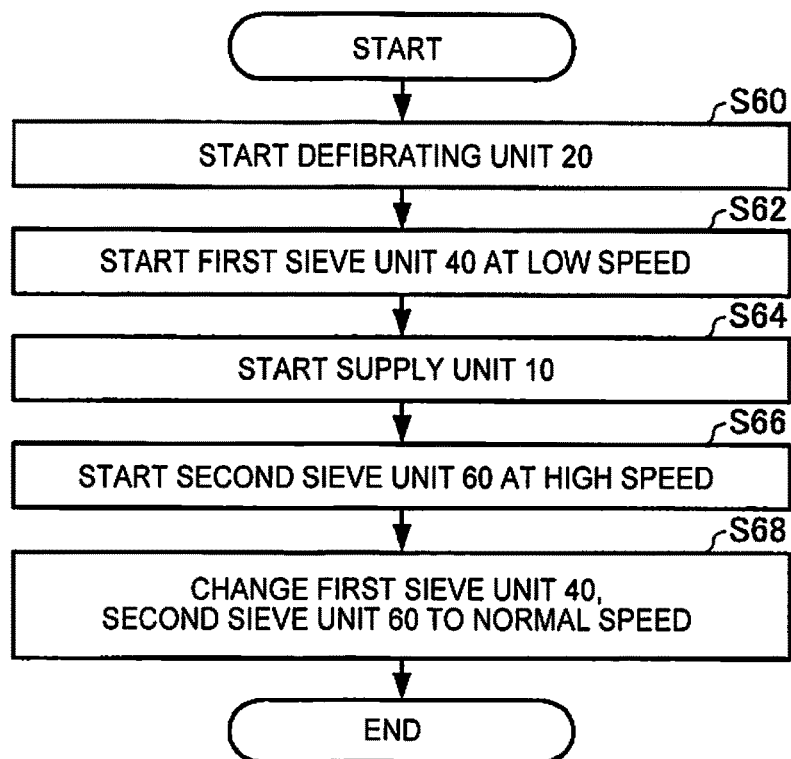 START
S60
START DEFIBRATING UNIT 20
S62
START FIRST SIEVE UNIT 40 AT LOW SPEED
S64
START SUPPLY UNIT 10
S66
START SECOND SIEVE UNIT 60 AT HIGH SPEED
S68
CHANGE FIRST SIEVE UNIT 40,
SECOND SIEVE UNIT 60 TO NORMAL SPEED
END